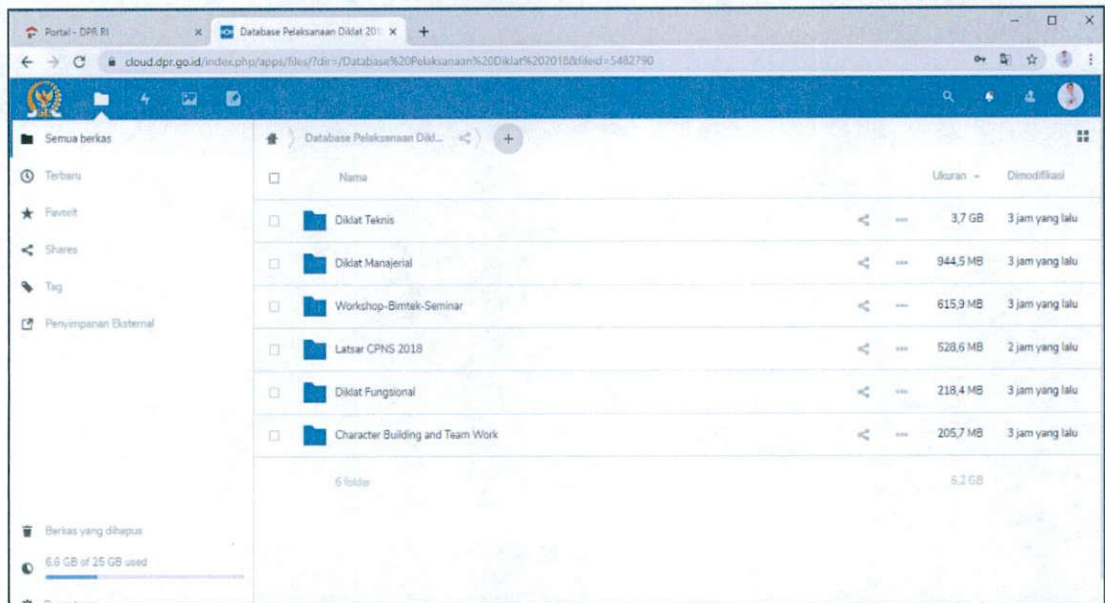 Portal - DPR RI
Database Pelaksanaan Diklat 201
cloud.dpr.go.id/index.php/apps/files/?dir=/Database%20Pelaksanaan%20Diklat%202018&fileid=5482790
Semua berkas
Database Pelaksanaan Dikl...
Terbaru
Nama Ukuran Dimodifikasi
Favorit
Diklat Teknis 3,7 GB 3 jam yang lalu
Shares
Diklat Manajerial 944,5 MB 3 jam yang lalu
Tag
Workshop-Bimtek-Seminar 615,9 MB 3 jam yang lalu
Penyimpanan Eksternal
Latsar CPNS 2018 528,6 MB 2 jam yang lalu
Diklat Fungsional 218,4 MB 3 jam yang lalu
Character Building and Team Work 205,7 MB 3 jam yang lalu
6 folder 6,2 GB
Berkas yang dihapus
6.6 GB of 25 GB used